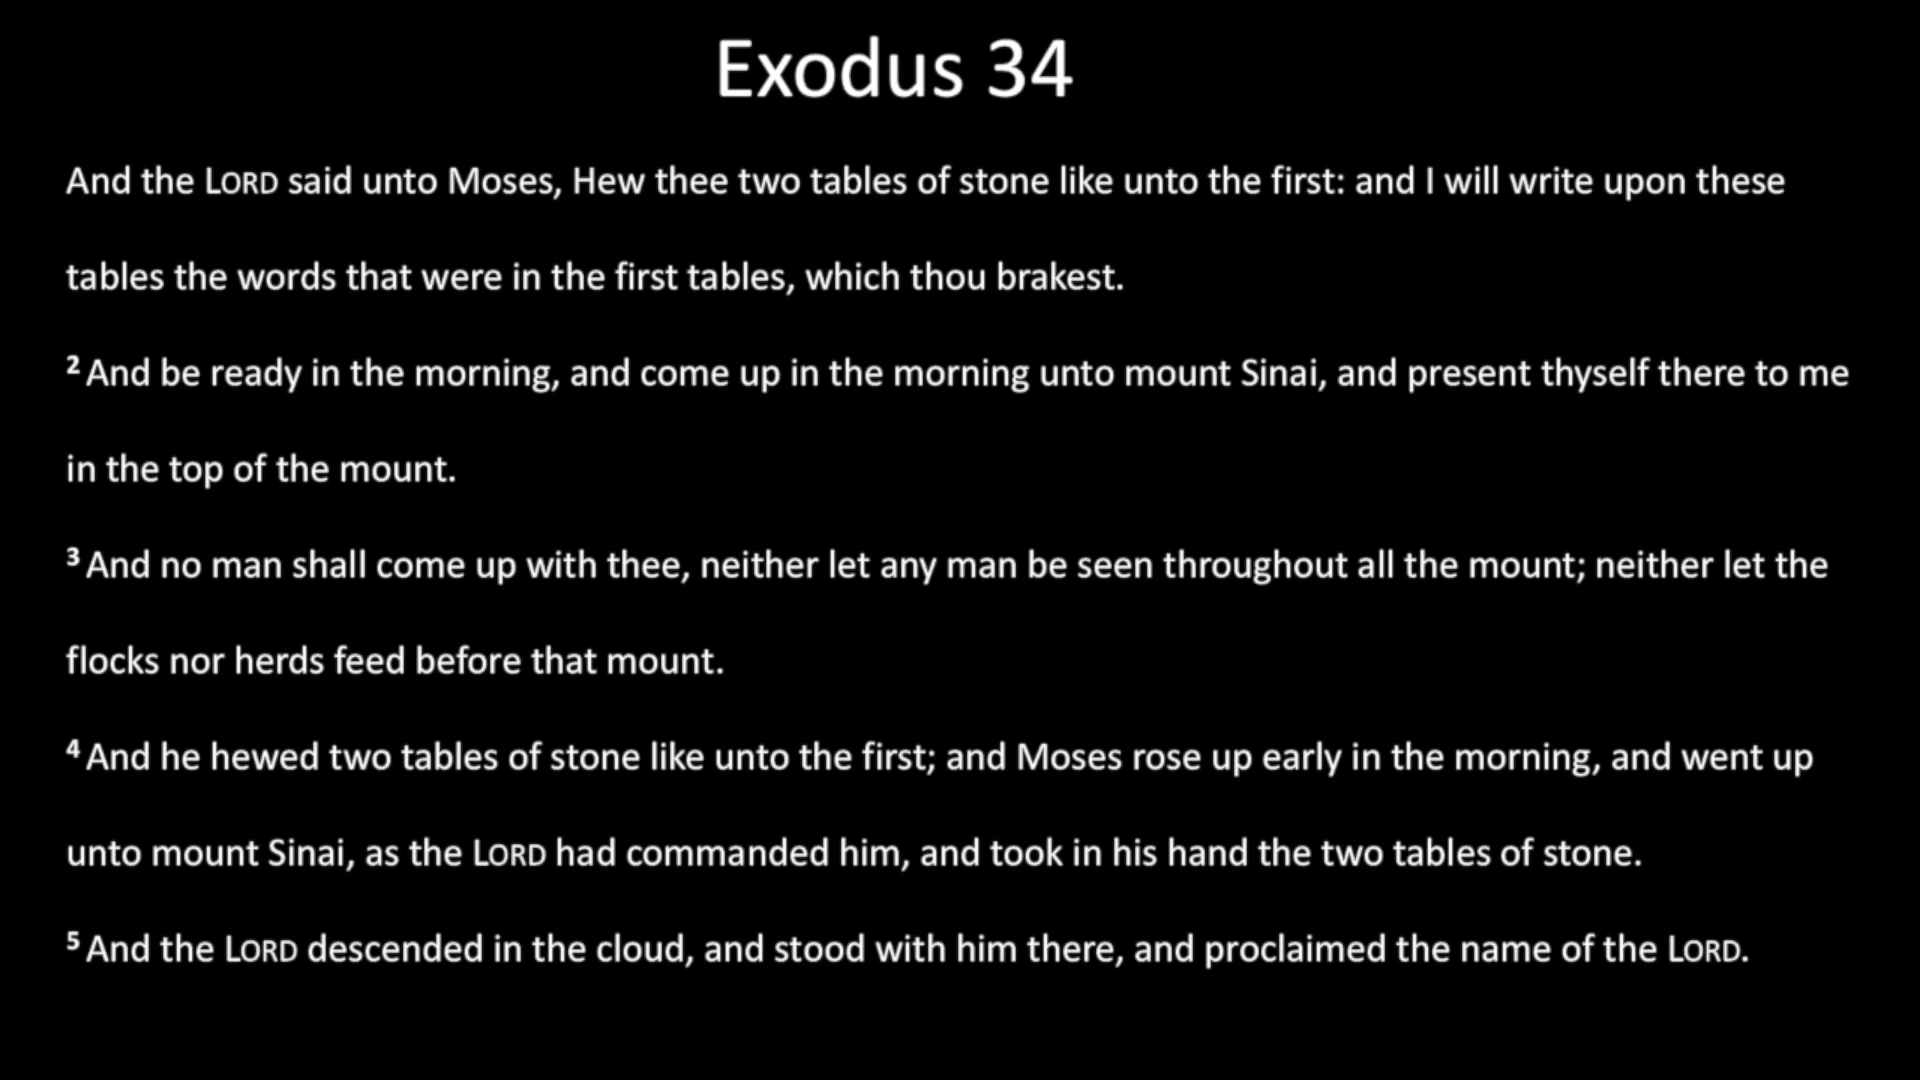 Exodus 34
And the LORD said unto Moses, Hew thee two tables of stone like unto the first: and I will write upon these
tables the words that were in the first tables, which thou brakest.
2 And be ready in the morning, and come up in the morning unto mount Sinai, and present thyself there to me
in the top of the mount.
3 And no man shall come up with thee, neither let any man be seen throughout all the mount; neither let the
flocks nor herds feed before that mount.
4 And he hewed two tables of stone like unto the first; and Moses rose up early in the morning, and went up
unto mount Sinai, as the LORD had commanded him, and took in his hand the two tables of stone.
5 And the LORD descended in the cloud, and stood with him there, and proclaimed the name of the LORD.